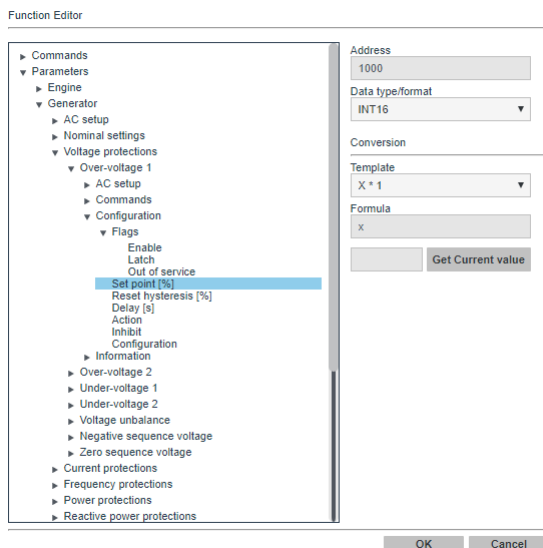 Function Editor
Commands
Parameters
Engine
Generator
AC setup
Nominal settings
Voltage protections
Over-voltage 1
AC setup
Commands
Configuration
Flags
Enable
Latch
Out of service
Set point [%]
Reset hysteresis [%]
Delay [s]
Action
Inhibit
Configuration
Information
Over-voltage 2
Under-voltage 1
Under-voltage 2
Voltage unbalance
Negative sequence voltage
Zero sequence voltage
Current protections
Frequency protections
Power protections
Reactive power protections
Address
1000
Data type/format
INT16
Conversion
Template
X * 1
Formula
x
Get Current value
OK
Cancel